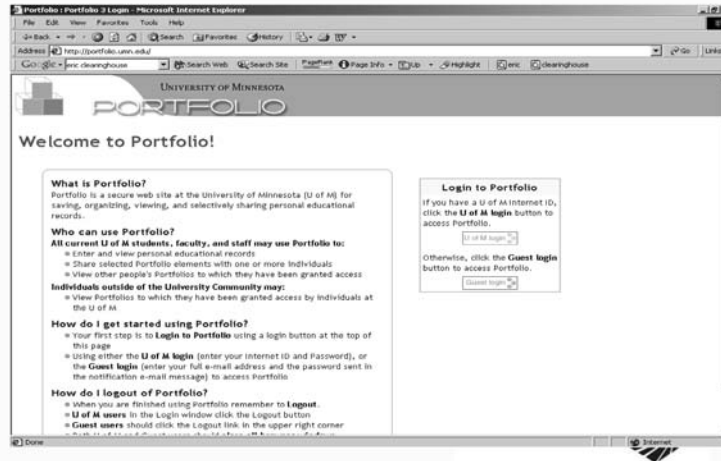 Portfolio : Portfolio 3 Login - Microsoft Internet Explorer
File Edit View Favorites Tools Help
Back Search Favorites History
Address http://portfolio.umn.edu/ Go Links
Google eric clearinghouse Search Web Search Site PageRank Page Info Up Highlight eric clearinghouse
UNIVERSITY OF MINNESOTA
PORTFOLIO
Welcome to Portfolio!
What is Portfolio?
Portfolio is a secure web site at the University of Minnesota (U of M) for
saving, organizing, viewing, and selectively sharing personal educational
records.
Who can use Portfolio?
All current U of M students, faculty, and staff may use Portfolio to:
Enter and view personal educational records
Share selected Portfolio elements with one or more individuals
View other people's Portfolios to which they have been granted access
Individuals outside of the University Community may:
View Portfolios to which they have been granted access by individuals at
the U of M
How do I get started using Portfolio?
Your first step is to Login to Portfolio using a login button at the top of
this page
Using either the U of M login (enter your Internet ID and Password), or
the Guest login (enter your full e-mail address and the password sent in
the notification e-mail message) to access Portfolio
How do I logout of Portfolio?
When you are finished using Portfolio remember to Logout.
U of M users in the Login window click the Logout button
Guest users should click the Logout link in the upper right corner
Login to Portfolio
If you have a U of M Internet ID,
click the U of M login button to
access Portfolio.
U of M login
Otherwise, click the Guest login
button to access Portfolio.
Guest login
Done Internet